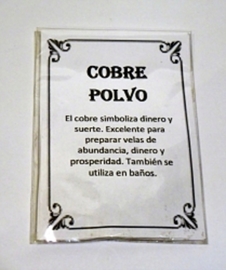 COBRE
POLVO
El cobre simboliza dinero y
suerte. Excelente para
preparar velas de
abundancia, dinero y
prosperidad. También se
utiliza en baños.